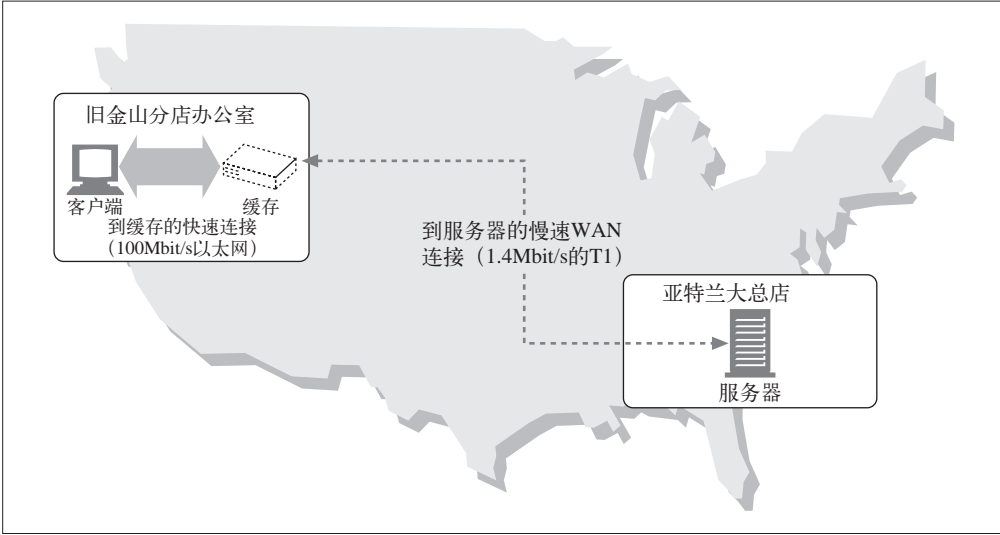 旧金山分店办公室
客户端
缓存
到缓存的快速连接
（100Mbit/s以太网）
到服务器的慢速WAN
连接（1.4Mbit/s的T1）
亚特兰大总店
服务器